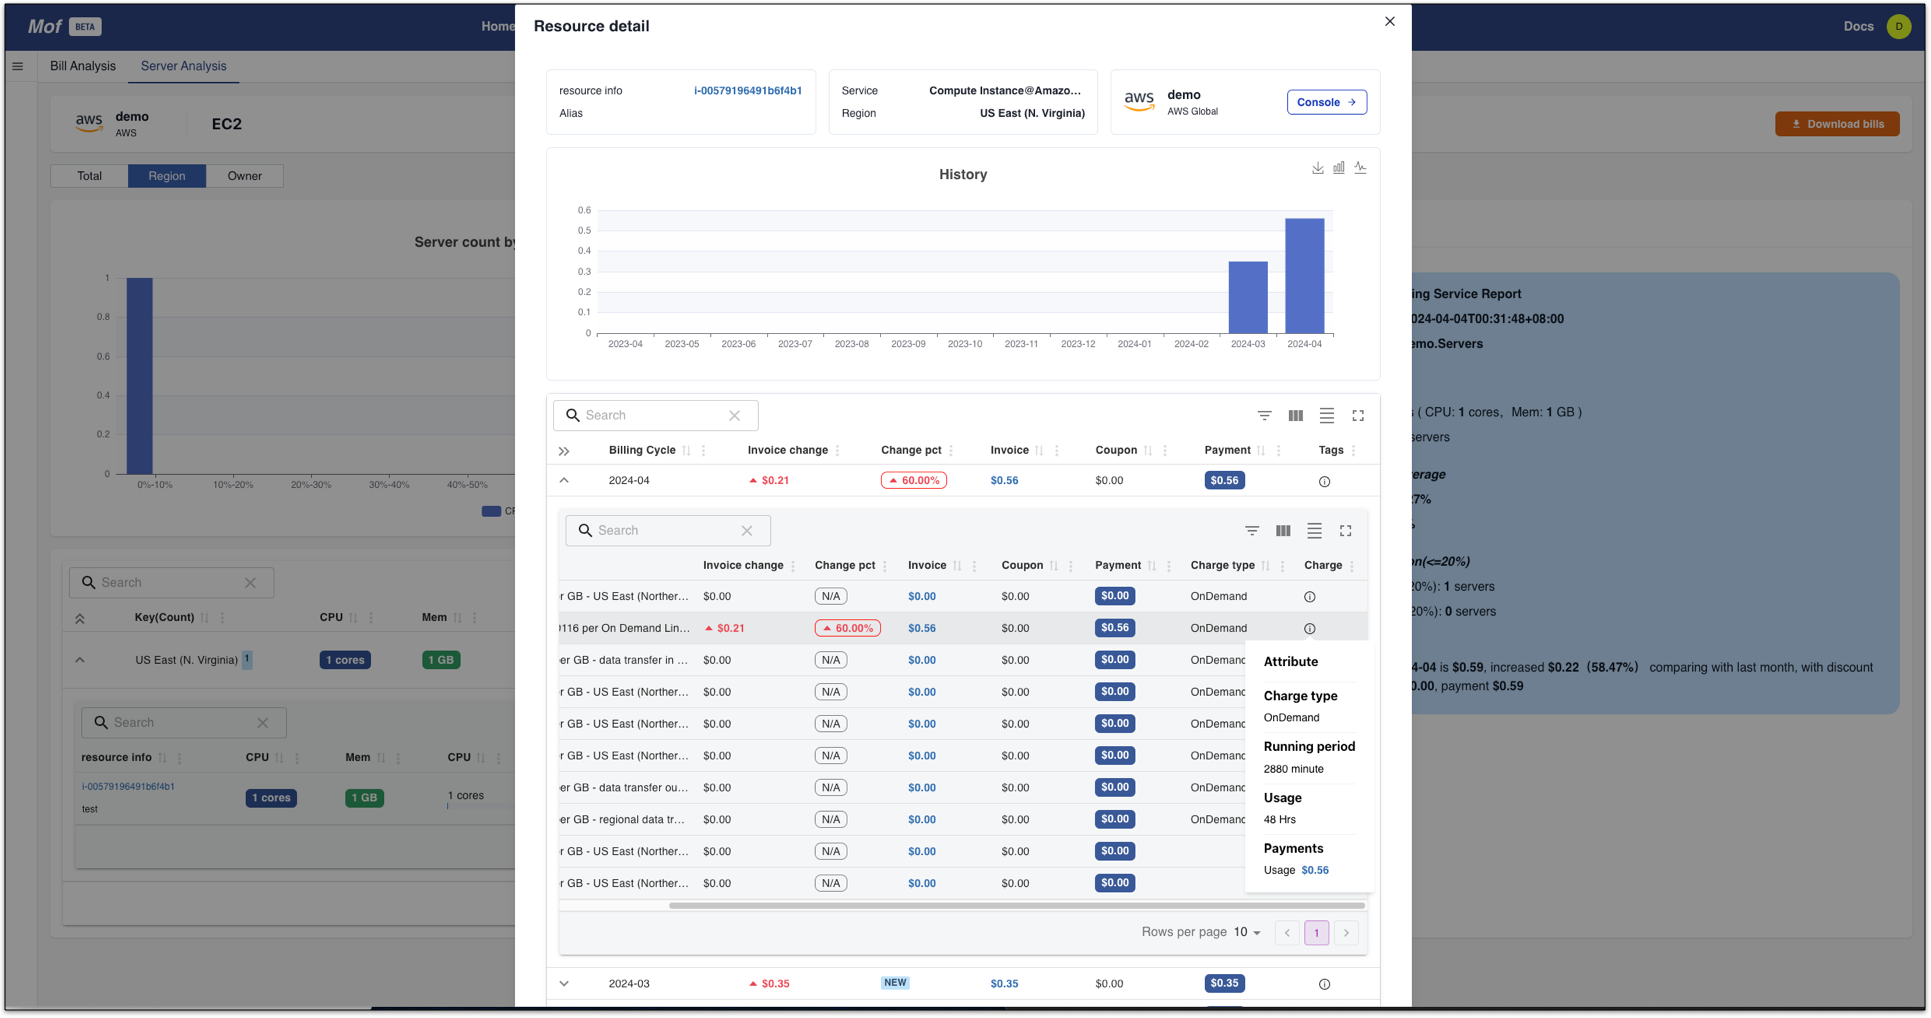 Mof BETA
Home
Docs D
Bill Analysis Server Analysis
aws demo
AWS
EC2
Download bills
Total Region Owner
Server count by
1
0.8
0.6
0.4
0.2
0
0%-10% 10%-20% 20%-30% 30%-40% 40%-50%
Search
Key(Count) CPU Mem
US East (N. Virginia) 1 1 cores 1 GB
Search
resource info CPU Mem CPU
i-00579196491b6f4b1 1 cores 1 GB 1 cores
test
Resource detail
resource info i-00579196491b6f4b1
Alias
Service Compute Instance@Amazo...
Region US East (N. Virginia)
aws demo
AWS Global
Console
History
0.6
0.5
0.4
0.3
0.2
0.1
0
2023-04 2023-05 2023-06 2023-07 2023-08 2023-09 2023-10 2023-11 2023-12 2024-01 2024-02 2024-03 2024-04
Search
Billing Cycle Invoice change Change pct Invoice Coupon Payment Tags
2024-04 $0.21 60.00% $0.56 $0.00 $0.56
Search
Invoice change Change pct Invoice Coupon Payment Charge type Charge
r GB - US East (Norther... $0.00 N/A $0.00 $0.00 $0.00 OnDemand
0116 per On Demand Lin... $0.21 60.00% $0.56 $0.00 $0.56 OnDemand
er GB - data transfer in ... $0.00 N/A $0.00 $0.00 $0.00 OnDemand
r GB - US East (Norther... $0.00 N/A $0.00 $0.00 $0.00 OnDemand
r GB - US East (Norther... $0.00 N/A $0.00 $0.00 $0.00 OnDemand
r GB - US East (Norther... $0.00 N/A $0.00 $0.00 $0.00 OnDemand
er GB - data transfer ou... $0.00 N/A $0.00 $0.00 $0.00 OnDemand
er GB - regional data tr... $0.00 N/A $0.00 $0.00 $0.00 OnDemand
r GB - US East (Norther... $0.00 N/A $0.00 $0.00 $0.00
r GB - US East (Norther... $0.00 N/A $0.00 $0.00 $0.00
Attribute
Charge type
OnDemand
Running period
2880 minute
Usage
48 Hrs
Payments
Usage $0.56
Rows per page 10 1
2024-03 $0.35 NEW $0.35 $0.00 $0.35
ing Service Report
2024-04-04T00:31:48+08:00
emo.Servers
( CPU: 1 cores, Mem: 1 GB )
servers
erage
27%
on(<=20%)
20%): 1 servers
20%): 0 servers
4-04 is $0.59, increased $0.22 (58.47%) comparing with last month, with discount
0.00, payment $0.59